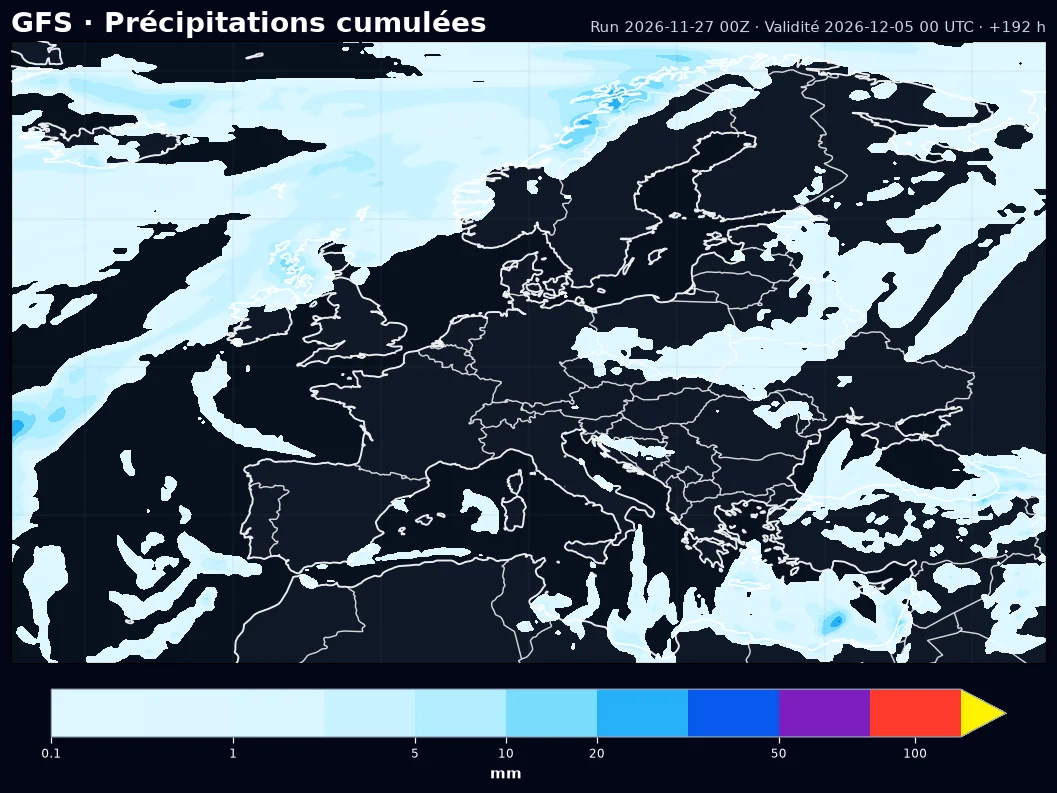 GFS · Précipitations cumulées
Run 2026-11-27 00Z · Validité 2026-12-05 00 UTC · +192 h
0.1 1 5 10 20 50 100
mm